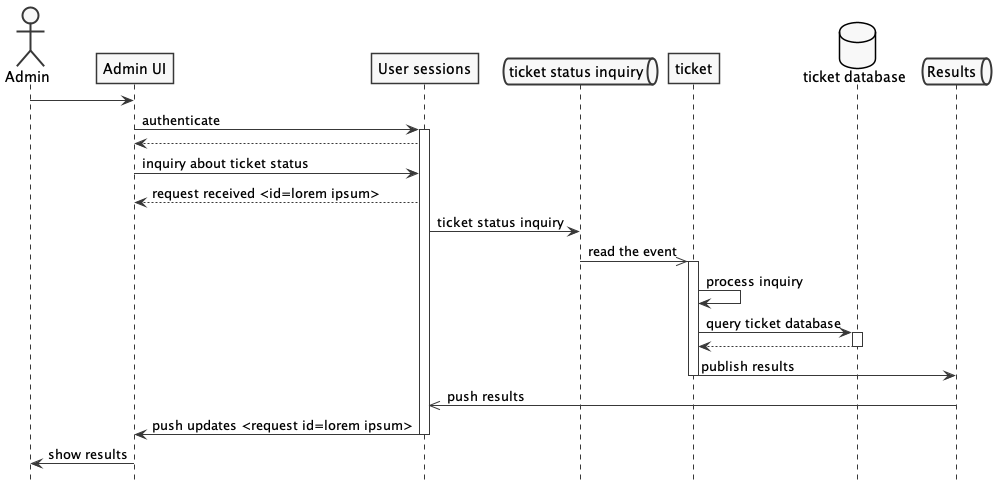 Admin
Admin UI
User sessions
ticket status inquiry
ticket
ticket database
Results
authenticate
inquiry about ticket status
request received <id=lorem ipsum>
ticket status inquiry
read the event
process inquiry
query ticket database
publish results
push results
push updates <request id=lorem ipsum>
show results